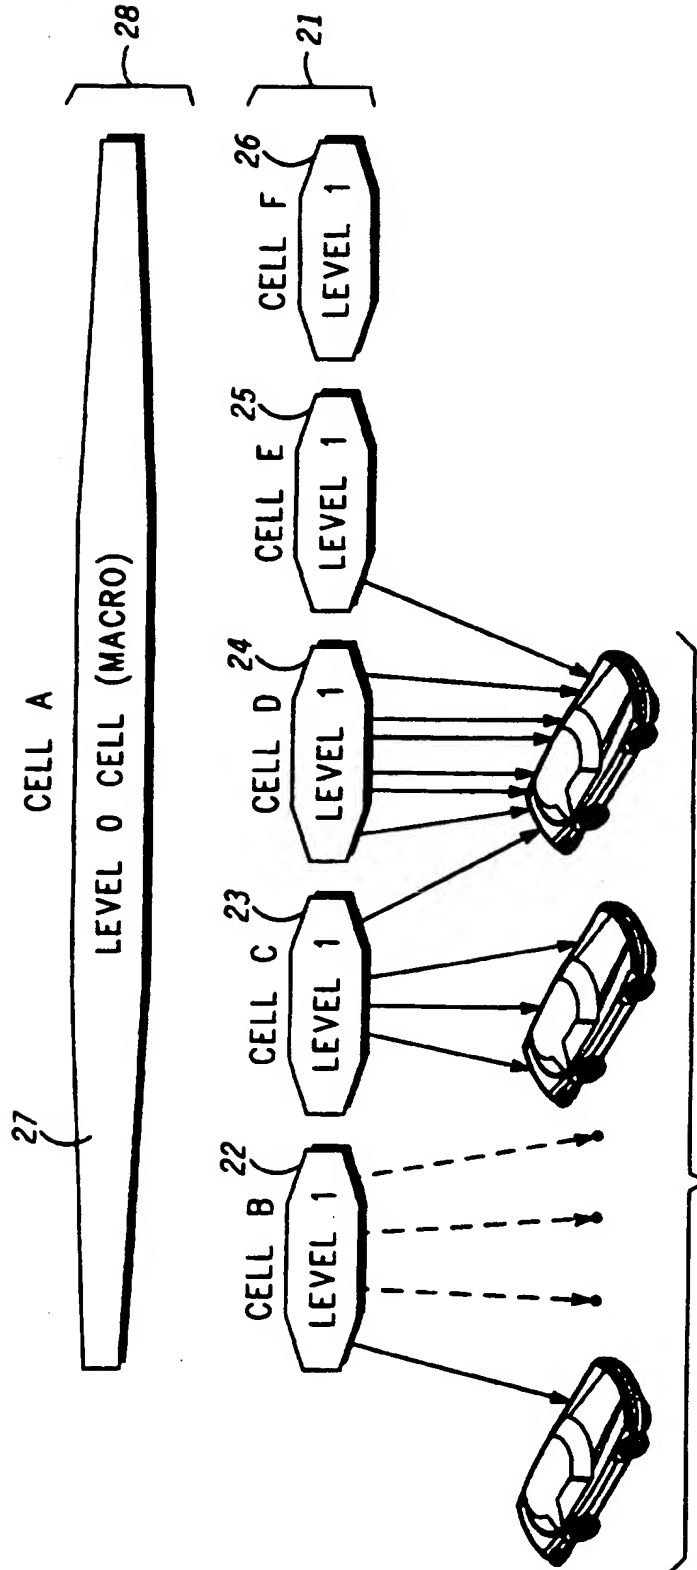 CELL A
27
LEVEL 0 CELL (MACRO)
28
CELL B
22
LEVEL 1
CELL C
23
LEVEL 1
CELL D
24
LEVEL 1
CELL E
25
LEVEL 1
CELL F
26
LEVEL 1
21